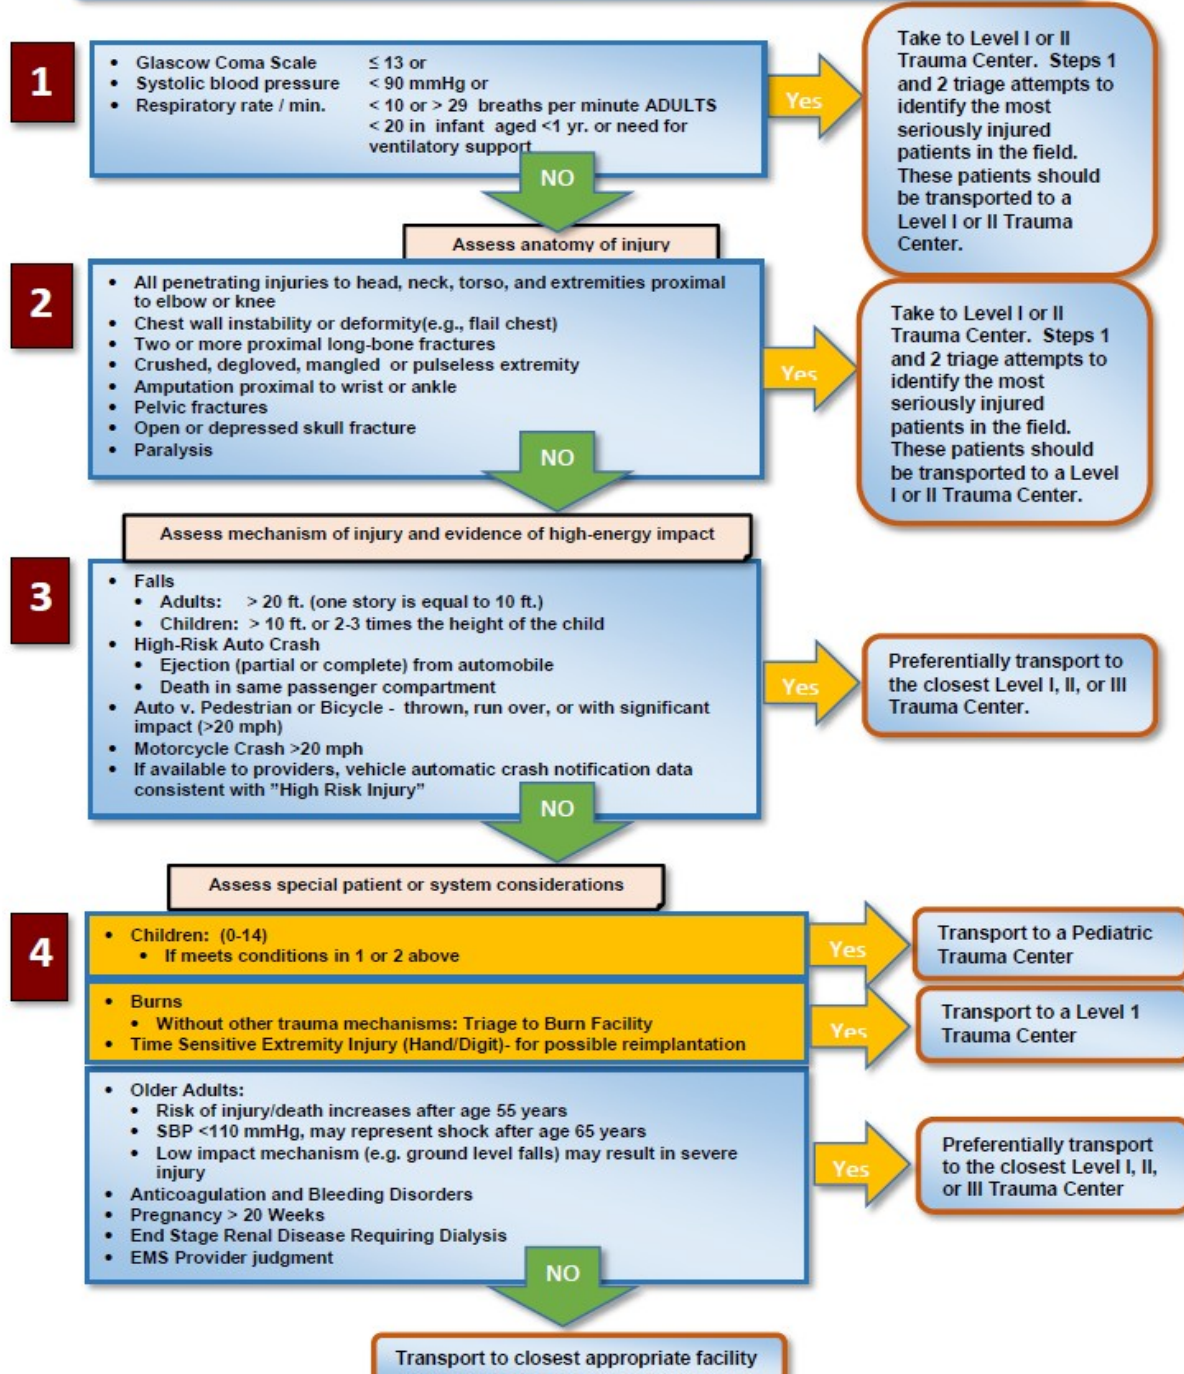 1
• Glascow Coma Scale ≤ 13 or
• Systolic blood pressure < 90 mmHg or
• Respiratory rate / min. < 10 or > 29 breaths per minute ADULTS
< 20 in infant aged <1 yr. or need for
ventilatory support
Yes
Take to Level I or II
Trauma Center. Steps 1
and 2 triage attempts to
identify the most
seriously injured
patients in the field.
These patients should
be transported to a
Level I or II Trauma
Center.
NO
Assess anatomy of injury
2
• All penetrating injuries to head, neck, torso, and extremities proximal
to elbow or knee
• Chest wall instability or deformity(e.g., flail chest)
• Two or more proximal long-bone fractures
• Crushed, degloved, mangled or pulseless extremity
• Amputation proximal to wrist or ankle
• Pelvic fractures
• Open or depressed skull fracture
• Paralysis
Yes
Take to Level I or II
Trauma Center. Steps 1
and 2 triage attempts to
identify the most
seriously injured
patients in the field.
These patients should
be transported to a Level
I or II Trauma Center.
NO
Assess mechanism of injury and evidence of high-energy impact
3
• Falls
• Adults: > 20 ft. (one story is equal to 10 ft.)
• Children: > 10 ft. or 2-3 times the height of the child
• High-Risk Auto Crash
• Ejection (partial or complete) from automobile
• Death in same passenger compartment
• Auto v. Pedestrian or Bicycle - thrown, run over, or with significant
impact (>20 mph)
• Motorcycle Crash >20 mph
• If available to providers, vehicle automatic crash notification data
consistent with ”High Risk Injury”
Yes
Preferentially transport to
the closest Level I, II, or III
Trauma Center.
NO
Assess special patient or system considerations
4
• Children: (0-14)
• If meets conditions in 1 or 2 above
Yes
Transport to a Pediatric
Trauma Center
• Burns
• Without other trauma mechanisms: Triage to Burn Facility
• Time Sensitive Extremity Injury (Hand/Digit)- for possible reimplantation
Yes
Transport to a Level 1
Trauma Center
• Older Adults:
• Risk of injury/death increases after age 55 years
• SBP <110 mmHg, may represent shock after age 65 years
• Low impact mechanism (e.g. ground level falls) may result in severe
injury
• Anticoagulation and Bleeding Disorders
• Pregnancy > 20 Weeks
• End Stage Renal Disease Requiring Dialysis
• EMS Provider judgment
Yes
Preferentially transport
to the closest Level I, II,
or III Trauma Center
NO
Transport to closest appropriate facility